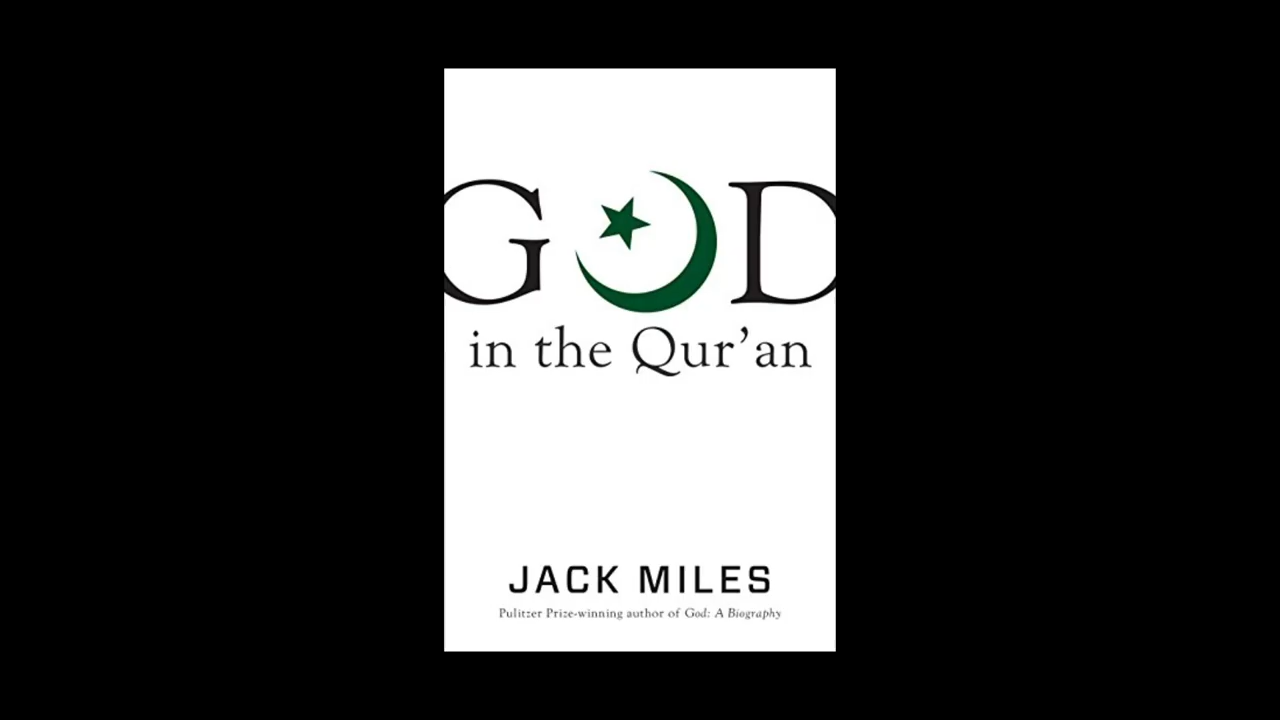 GOD
in the Qur’an
JACK MILES
Pulitzer Prize-winning author of God: A Biography